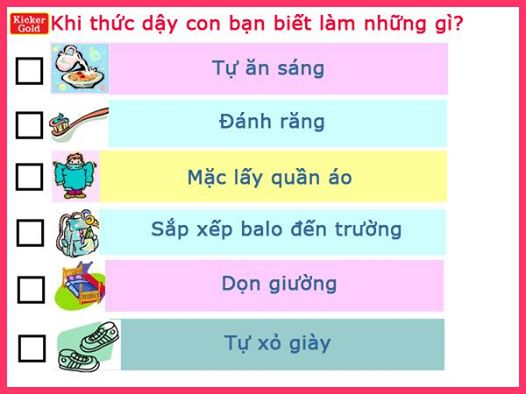 Kicker
Gold
Khi thức dậy con bạn biết làm những gì?
Tự ăn sáng
Đánh răng
Mặc lấy quần áo
Sắp xếp balo đến trường
Dọn giường
Tự xỏ giày